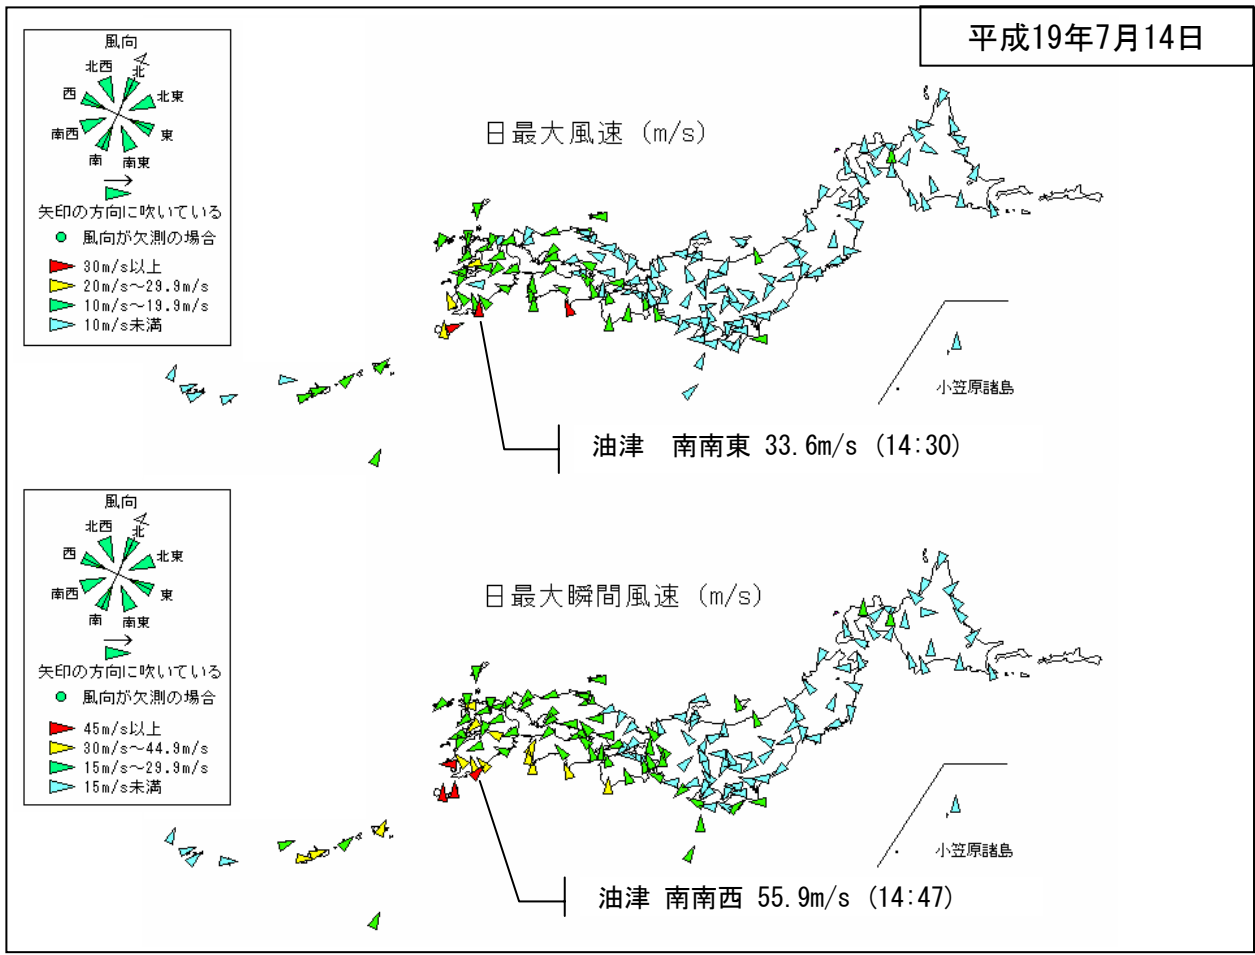 平成19年7月14日
風向
北
北西
北東
西
南西
東
南
南東
矢印の方向に吹いている
風向が欠測の場合
30m/s以上
20m/s～29.9m/s
10m/s～19.9m/s
10m/s未満
日最大風速 (m/s)
小笠原諸島
油津　南南東 33.6m/s (14:30)
風向
北
北西
北東
西
南西
東
南
南東
矢印の方向に吹いている
風向が欠測の場合
45m/s以上
30m/s～44.9m/s
15m/s～29.9m/s
15m/s未満
日最大瞬間風速 (m/s)
小笠原諸島
油津 南南西 55.9m/s (14:47)